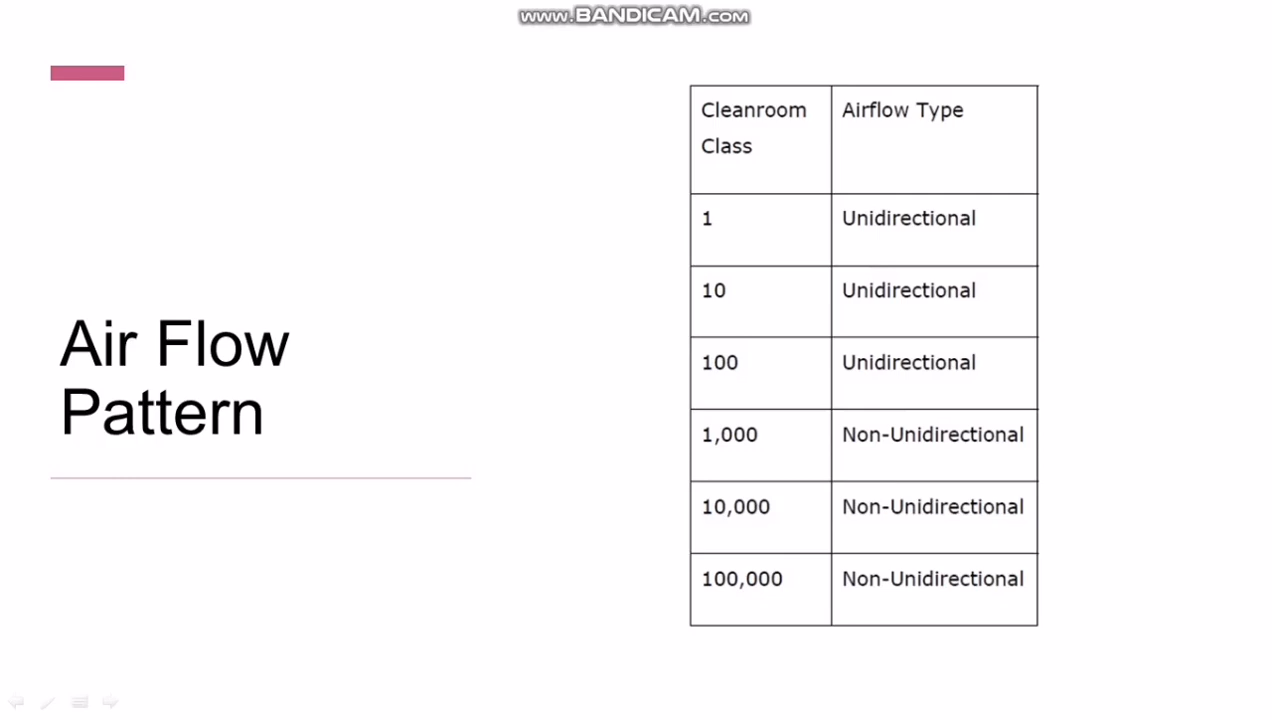 www.BANDICAM.com
Air Flow
Pattern
Cleanroom Class
Airflow Type
1
Unidirectional
10
Unidirectional
100
Unidirectional
1,000
Non-Unidirectional
10,000
Non-Unidirectional
100,000
Non-Unidirectional